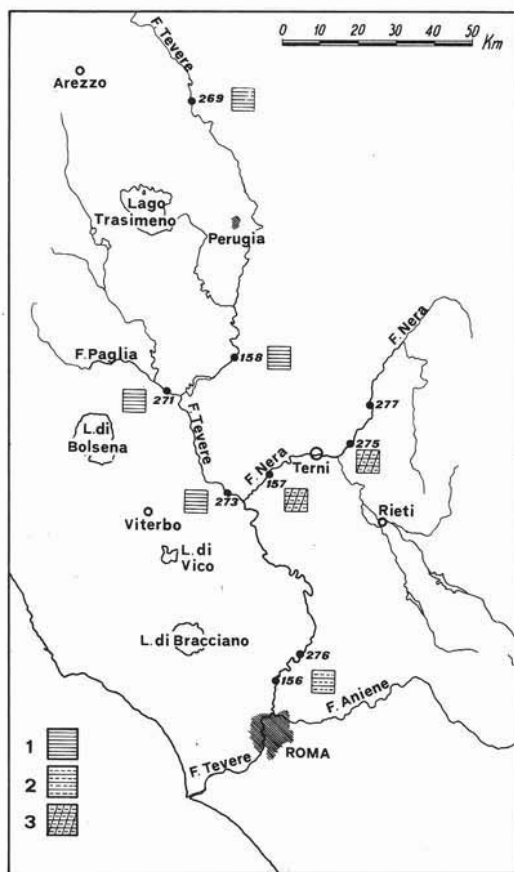 F. Tevere
0 10 20 30 40 50 Km
Arezzo
269
Lago
Trasimeno
Perugia
F. Nera
F. Paglia
158
271
277
L. di
Bolsena
F. Tevere
F. Nera
Terni
275
157
273
Viterbo
Rieti
L. di
Vico
L. di Bracciano
276
156
F. Aniene
1
ROMA
2
F. Tevere
3